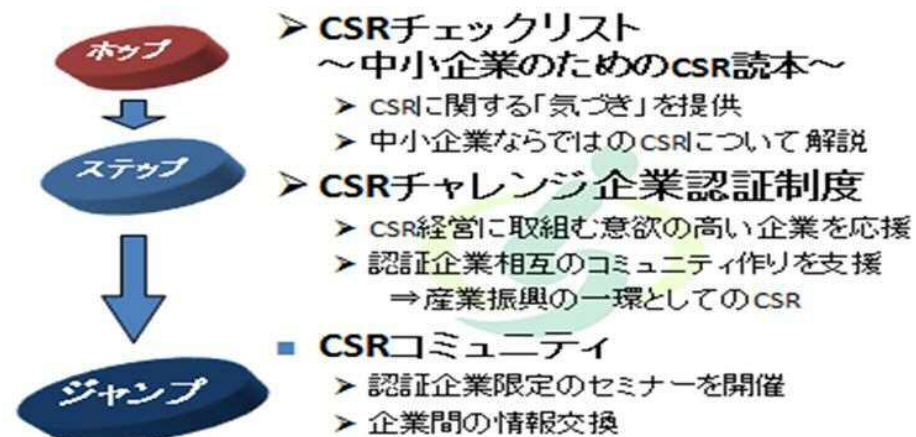 ホップ
➢ CSRチェックリスト
～中小企業のためのCSR読本～
➢ CSRに関する「気づき」を提供
➢ 中小企業ならではのCSRについて解説
ステップ
➢ CSRチャレンジ企業認証制度
➢ CSR経営に取組む意欲の高い企業を応援
➢ 認証企業相互のコミュニティ作りを支援
⇒産業振興の一環としてのCSR
ジャンプ
■ CSRコミュニティ
➢ 認証企業限定のセミナーを開催
➢ 企業間の情報交換